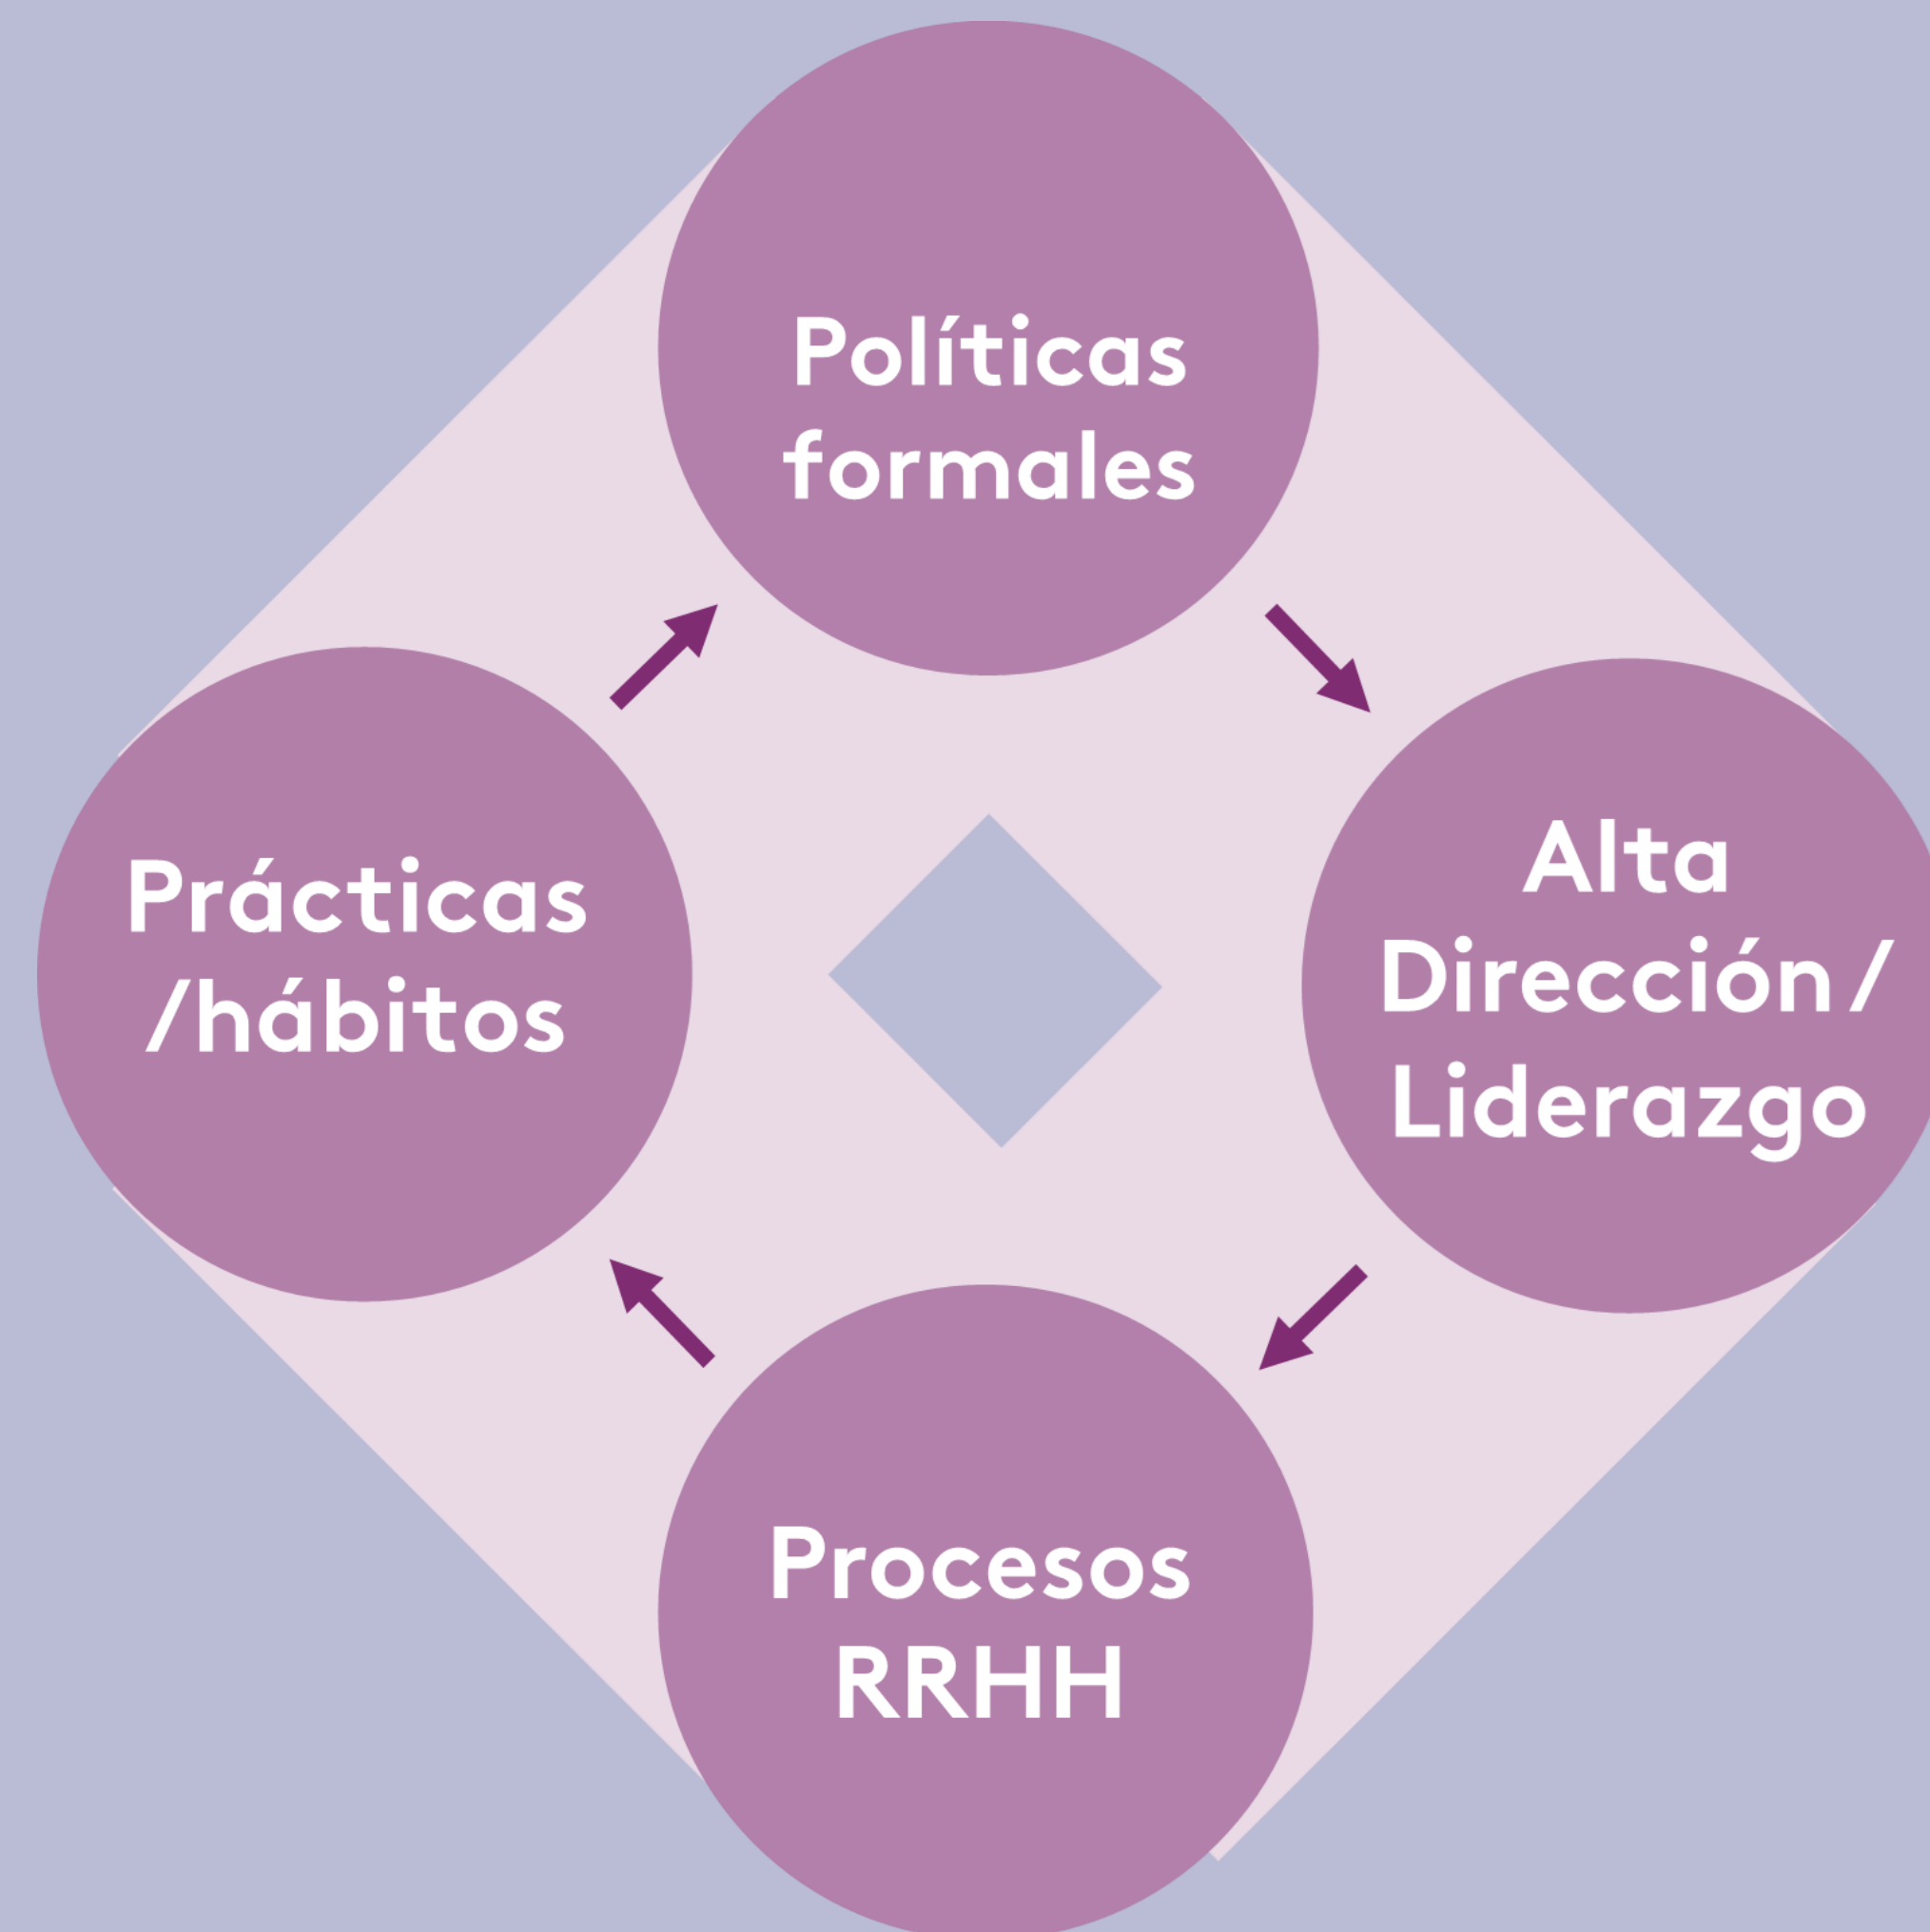 Políticas
formales
Alta
Dirección /
Liderazgo
Procesos
RRHH
Prácticas
/hábitos